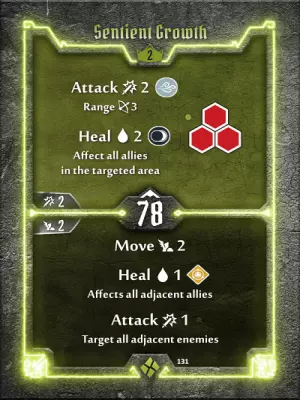 Sentient Growth
2
Attack 2
Range 3
Heal 2
Affect all allies
in the targeted area
2
78
2
Move 2
Heal 1
Affects all adjacent allies
Attack 1
Target all adjacent enemies
131